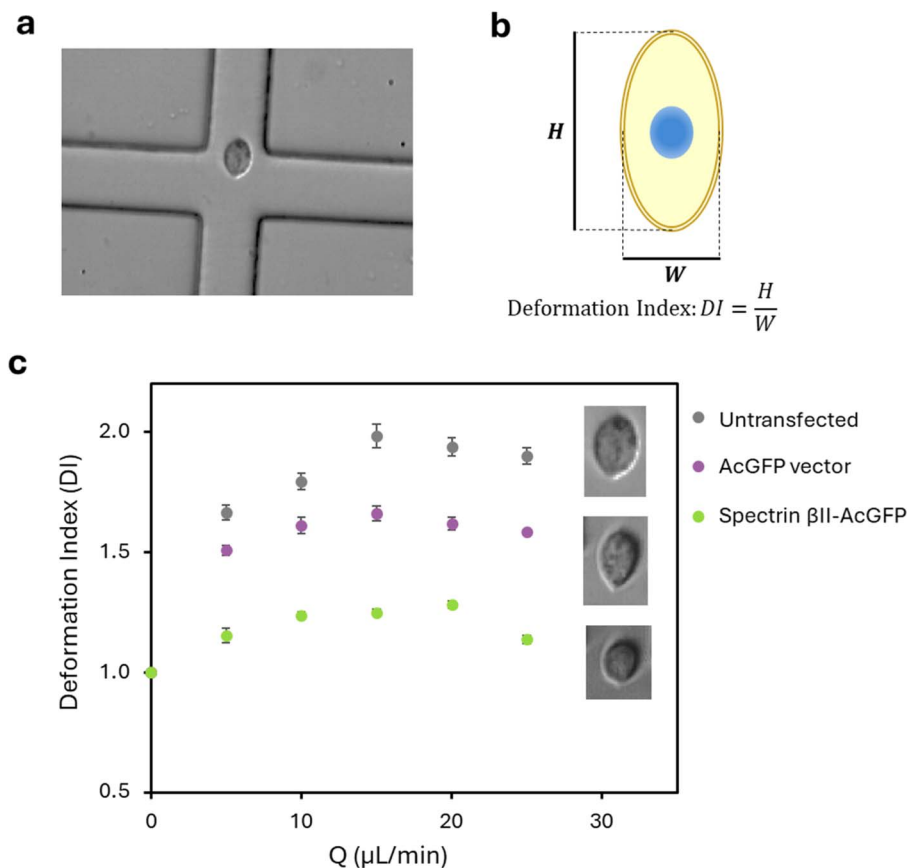 a
b
H
W
Deformation Index: DI = H/W
c
Deformation Index (DI)
2.0
1.5
1.0
0.5
0
10
20
30
Q (µL/min)
Untransfected
AcGFP vector
Spectrin βII-AcGFP